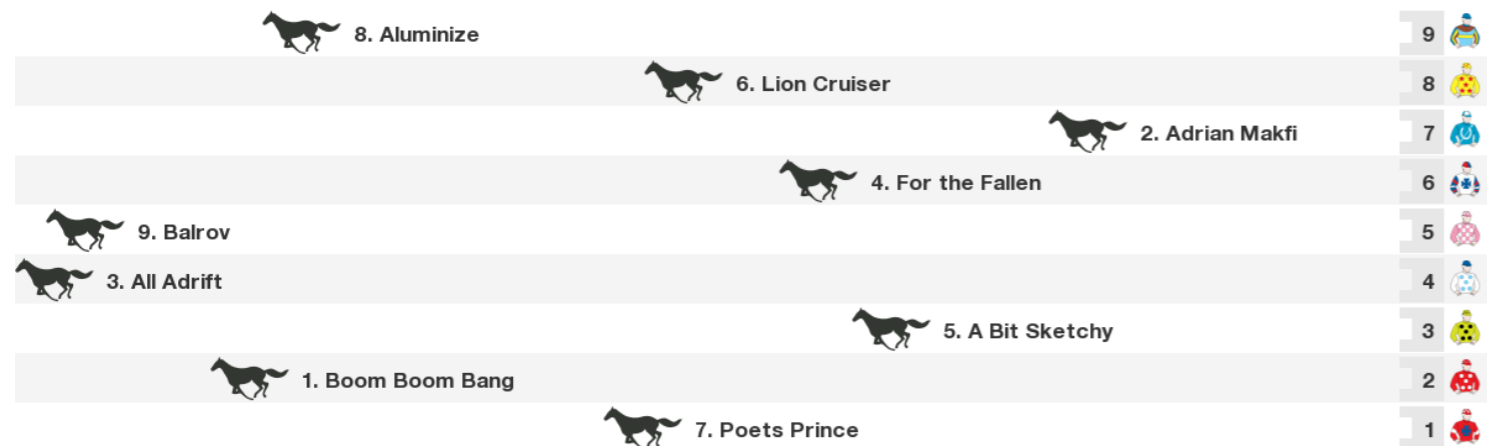 8. Aluminize 9
6. Lion Cruiser 8
2. Adrian Makfi 7
4. For the Fallen 6
9. Balrov 5
3. All Adrift 4
5. A Bit Sketchy 3
1. Boom Boom Bang 2
7. Poets Prince 1